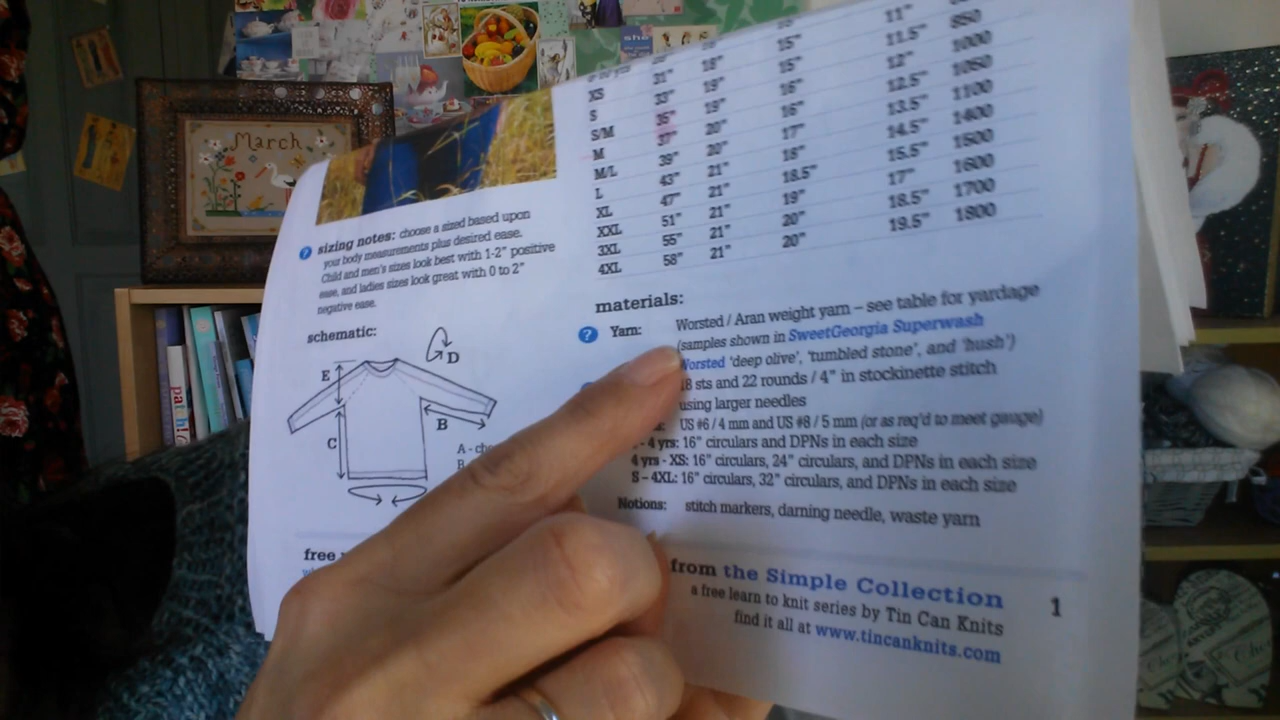 March
sizing notes: choose a sized based upon
your body measurements plus desired ease.
Child and men's sizes look best with 1-2" positive
ease, and ladies sizes look great with 0 to 2"
negative ease.
schematic:
E
D
B
C
A - che
B
free
11"
15" 11.5" 850
31" 18" 15" 12" 1000
XS 33" 19" 16" 12.5" 1050
S 35" 19" 16" 13.5" 1100
S/M 37" 20" 17" 14.5" 1400
M 39" 20" 18" 15.5" 1500
M/L 43" 21" 18.5" 17" 1600
L 47" 21" 19" 18.5" 1700
XL 51" 21" 20" 19.5" 1800
XXL 55" 21" 20"
3XL 58" 21"
4XL
materials:
Yarn: Worsted / Aran weight yarn – see table for yardage
(samples shown in SweetGeorgia Superwash
Worsted 'deep olive', 'tumbled stone', and 'hush')
18 sts and 22 rounds / 4" in stockinette stitch
using larger needles
US #6 / 4 mm and US #8 / 5 mm (or as req'd to meet gauge)
- 4 yrs: 16" circulars and DPNs in each size
4 yrs - XS: 16" circulars, 24" circulars, and DPNs in each size
S – 4XL: 16" circulars, 32" circulars, and DPNs in each size
Notions: stitch markers, darning needle, waste yarn
from the Simple Collection
a free learn to knit series by Tin Can Knits
find it all at www.tincanknits.com
1
patch
she